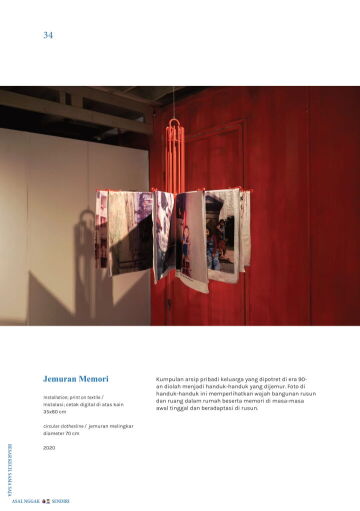 34
Jemuran Memori
installation; print on textile /
instalasi; cetak digital di atas kain
35x80 cm
circular clothesline / jemuran melingkar
diameter 70 cm
2020
Kumpulan arsip pribadi keluarga yang dipotret di era 90-
an diolah menjadi handuk-handuk yang dijemur. Foto di
handuk-handuk ini memperlihatkan wajah bangunan rusun
dan ruang dalam rumah beserta memori di masa-masa
awal tinggal dan beradaptasi di rusun.
ASAL NGGAK SENDIRI